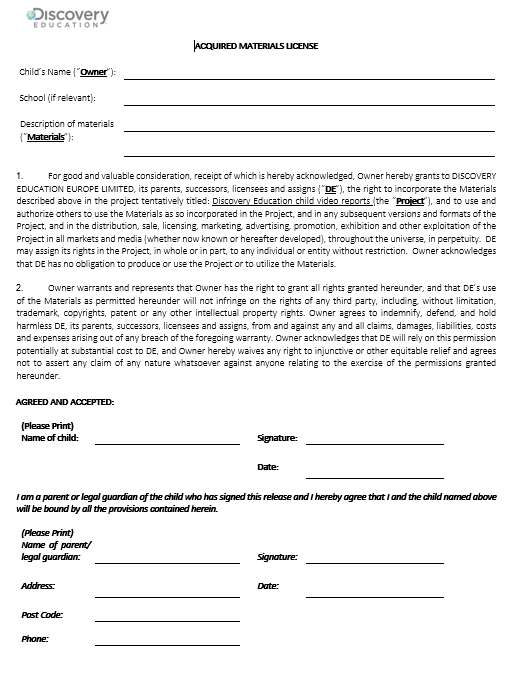 Discovery
EDUCATION
ACQUIRED MATERIALS LICENSE
Child's Name ("Owner"):
School (if relevant):
Description of materials
("Materials"):
1. For good and valuable consideration, receipt of which is hereby acknowledged, Owner hereby grants to DISCOVERY
EDUCATION EUROPE LIMITED, its parents, successors, licensees and assigns ("DE"), the right to incorporate the Materials
described above in the project tentatively titled: Discovery Education child video reports (the "Project"), and to use and
authorize others to use the Materials as so incorporated in the Project, and in any subsequent versions and formats of the
Project, and in the distribution, sale, licensing, marketing, advertising, promotion, exhibition and other exploitation of the
Project in all markets and media (whether now known or hereafter developed), throughout the universe, in perpetuity. DE
may assign its rights in the Project, in whole or in part, to any individual or entity without restriction. Owner acknowledges
that DE has no obligation to produce or use the Project or to utilize the Materials.
2. Owner warrants and represents that Owner has the right to grant all rights granted hereunder, and that DE's use
of the Materials as permitted hereunder will not infringe on the rights of any third party, including, without limitation,
trademark, copyrights, patent or any other intellectual property rights. Owner agrees to indemnify, defend, and hold
harmless DE, its parents, successors, licensees and assigns, from and against any and all claims, damages, liabilities, costs
and expenses arising out of any breach of the foregoing warranty. Owner acknowledges that DE will rely on this permission
potentially at substantial cost to DE, and Owner hereby waives any right to injunctive or other equitable relief and agrees
not to assert any claim of any nature whatsoever against anyone relating to the exercise of the permissions granted
hereunder.
AGREED AND ACCEPTED:
(Please Print)
Name of child: Signature:
Date:
I am a parent or legal guardian of the child who has signed this release and I hereby agree that I and the child named above
will be bound by all the provisions contained herein.
(Please Print)
Name of parent/
legal guardian: Signature:
Address: Date:
Post Code:
Phone: